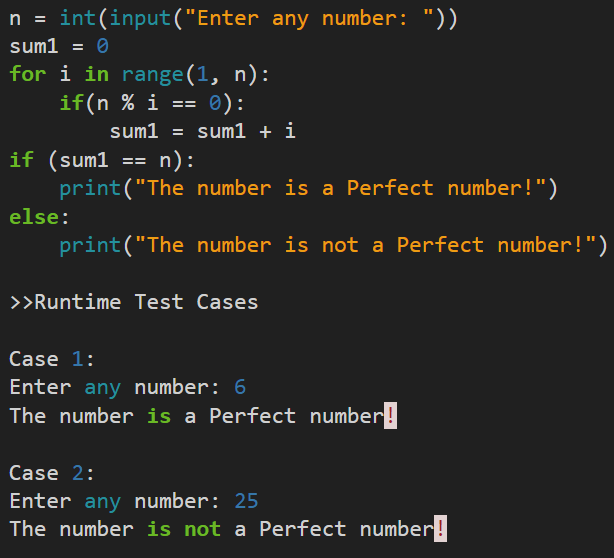 n = int(input("Enter any number: "))
sum1 = 0
for i in range(1, n):
    if(n % i == 0):
        sum1 = sum1 + i
if (sum1 == n):
    print("The number is a Perfect number!")
else:
    print("The number is not a Perfect number!")
>>Runtime Test Cases
Case 1:
Enter any number: 6
The number is a Perfect number!
Case 2:
Enter any number: 25
The number is not a Perfect number!